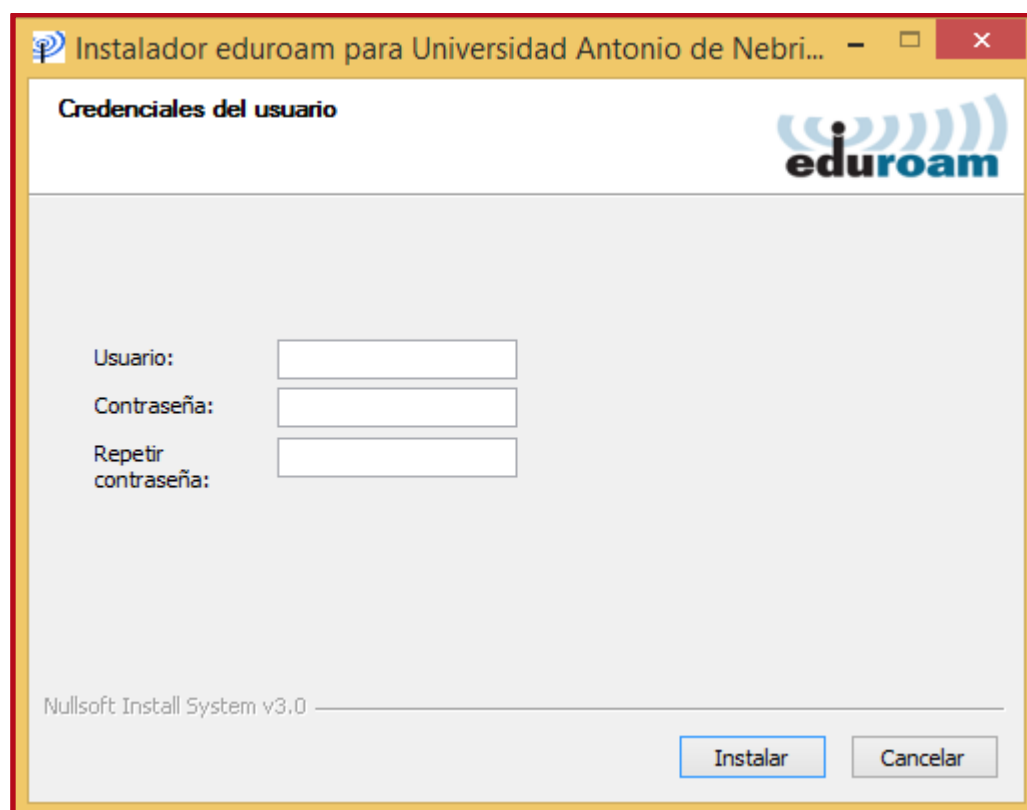 Instalador eduroam para Universidad Antonio de Nebri...
Credenciales del usuario
eduroam
Usuario:
Contraseña:
Repetir
contraseña:
Nullsoft Install System v3.0
Instalar
Cancelar